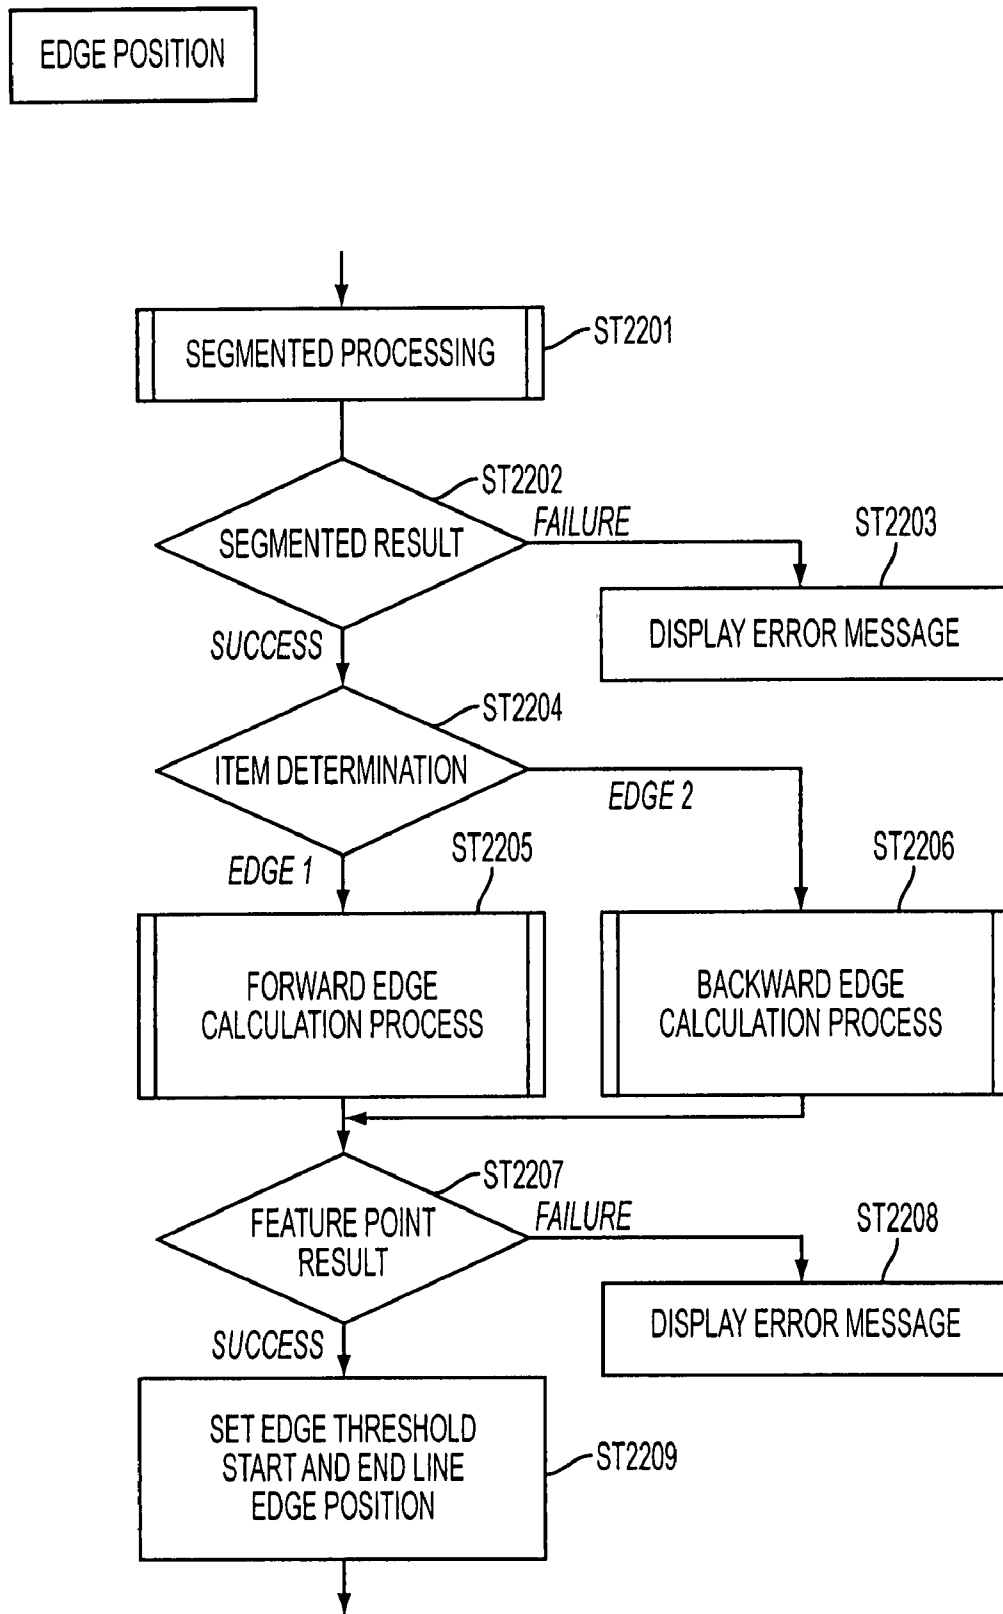 EDGE POSITION
SEGMENTED PROCESSING
ST2201
ST2202
SEGMENTED RESULT
FAILURE
ST2203
DISPLAY ERROR MESSAGE
SUCCESS
ST2204
ITEM DETERMINATION
EDGE 2
EDGE 1
ST2205
ST2206
FORWARD EDGE
CALCULATION PROCESS
BACKWARD EDGE
CALCULATION PROCESS
ST2207
FEATURE POINT
RESULT
FAILURE
ST2208
DISPLAY ERROR MESSAGE
SUCCESS
SET EDGE THRESHOLD
START AND END LINE
EDGE POSITION
ST2209